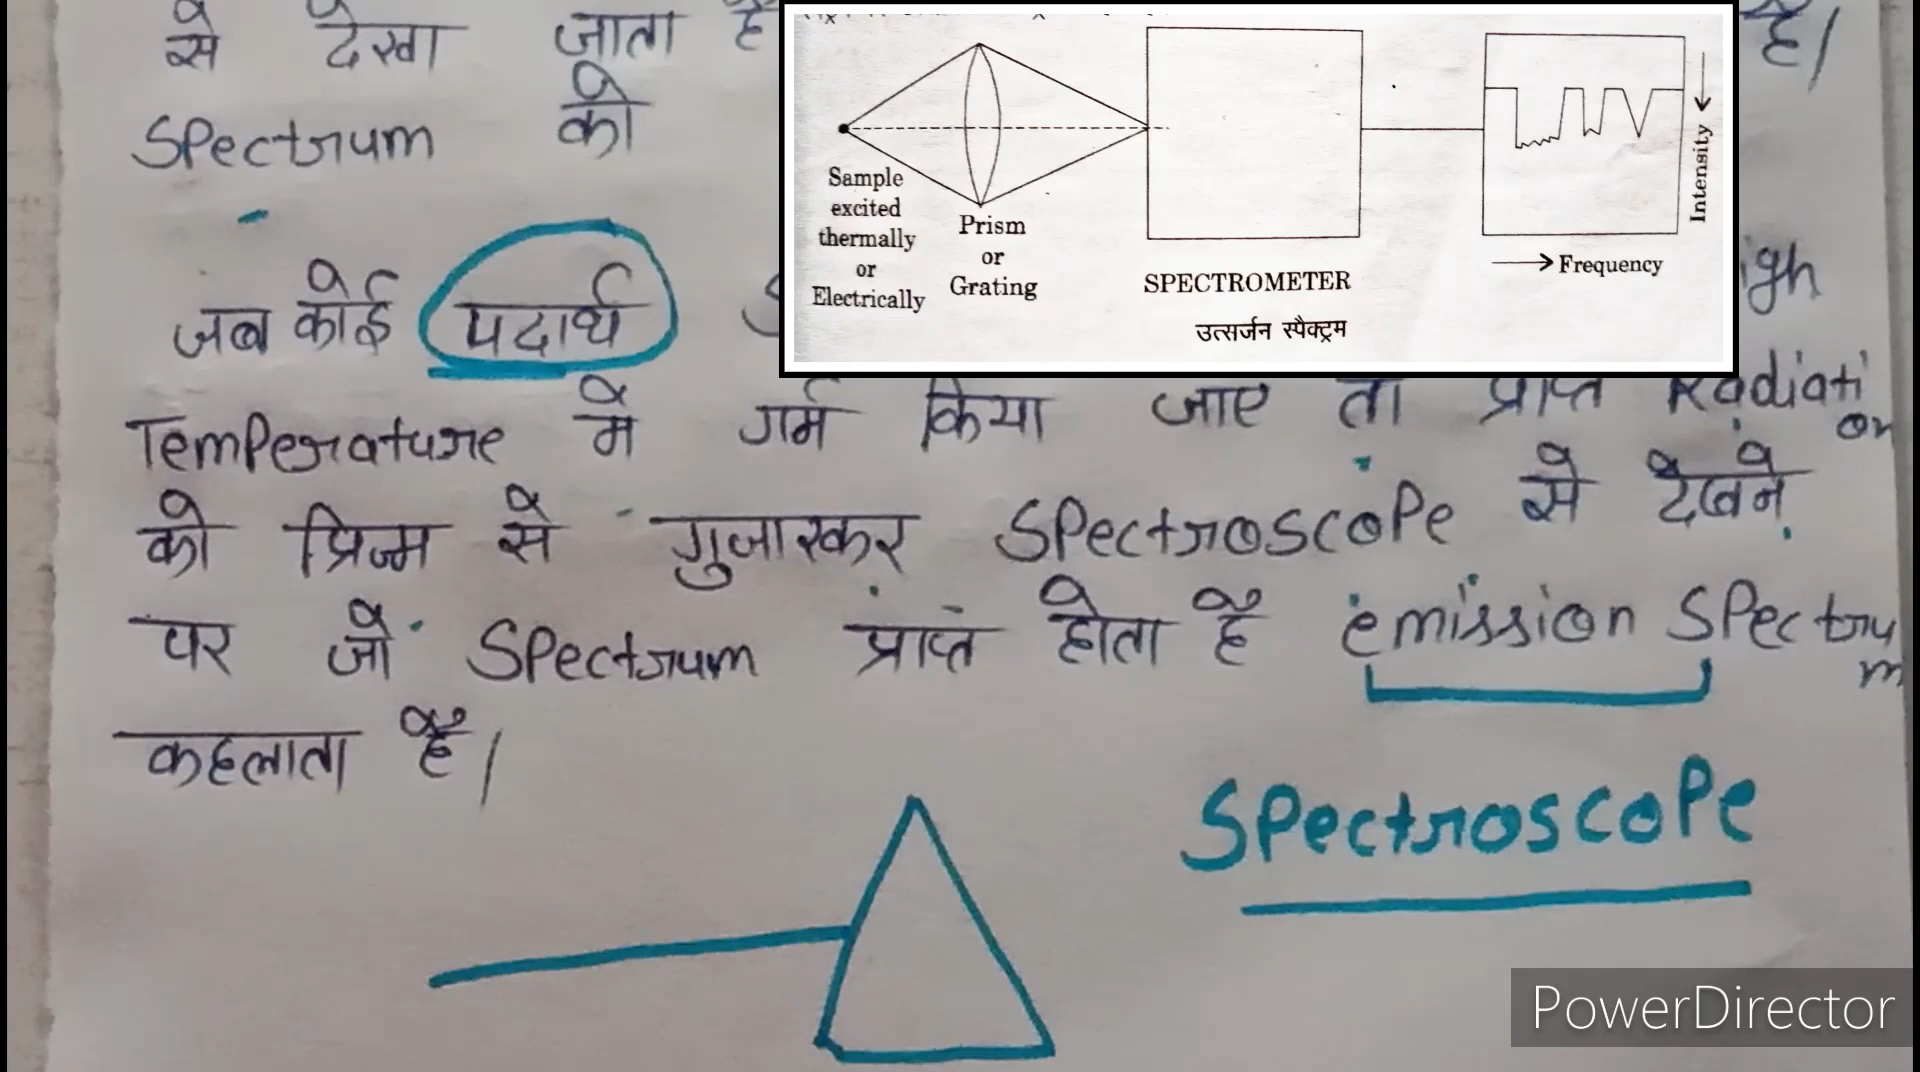 से देखा जाता है
है।
Spectrum को
जब कोई पदार्थ
igh
Temperature मे गर्म किया जाए तो प्राप्त Radiation
को प्रिज्म से गुजारकर Spectroscope से देखने
पर जो Spectrum प्राप्त होता है emission Spectrum
कहलाता है।
Spectroscope
Sample
excited
thermally
or
Electrically
Prism
or
Grating
SPECTROMETER
उत्सर्जन स्पैक्ट्रम
Intensity
Frequency
PowerDirector